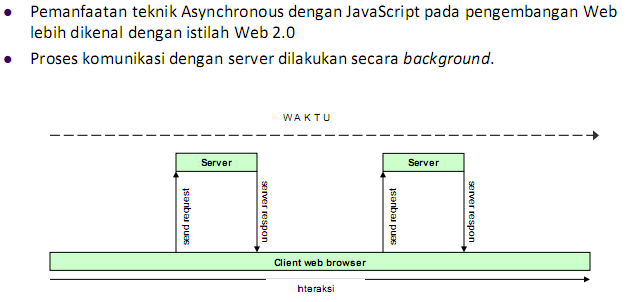 Pemanfaatan teknik Asynchronous dengan JavaScript pada pengembangan Web
lebih dikenal dengan istilah Web 2.0
Proses komunikasi dengan server dilakukan secara background.
WAKTU
Server
Server
send request
server respon
send request
server respon
Client web browser
Interaksi